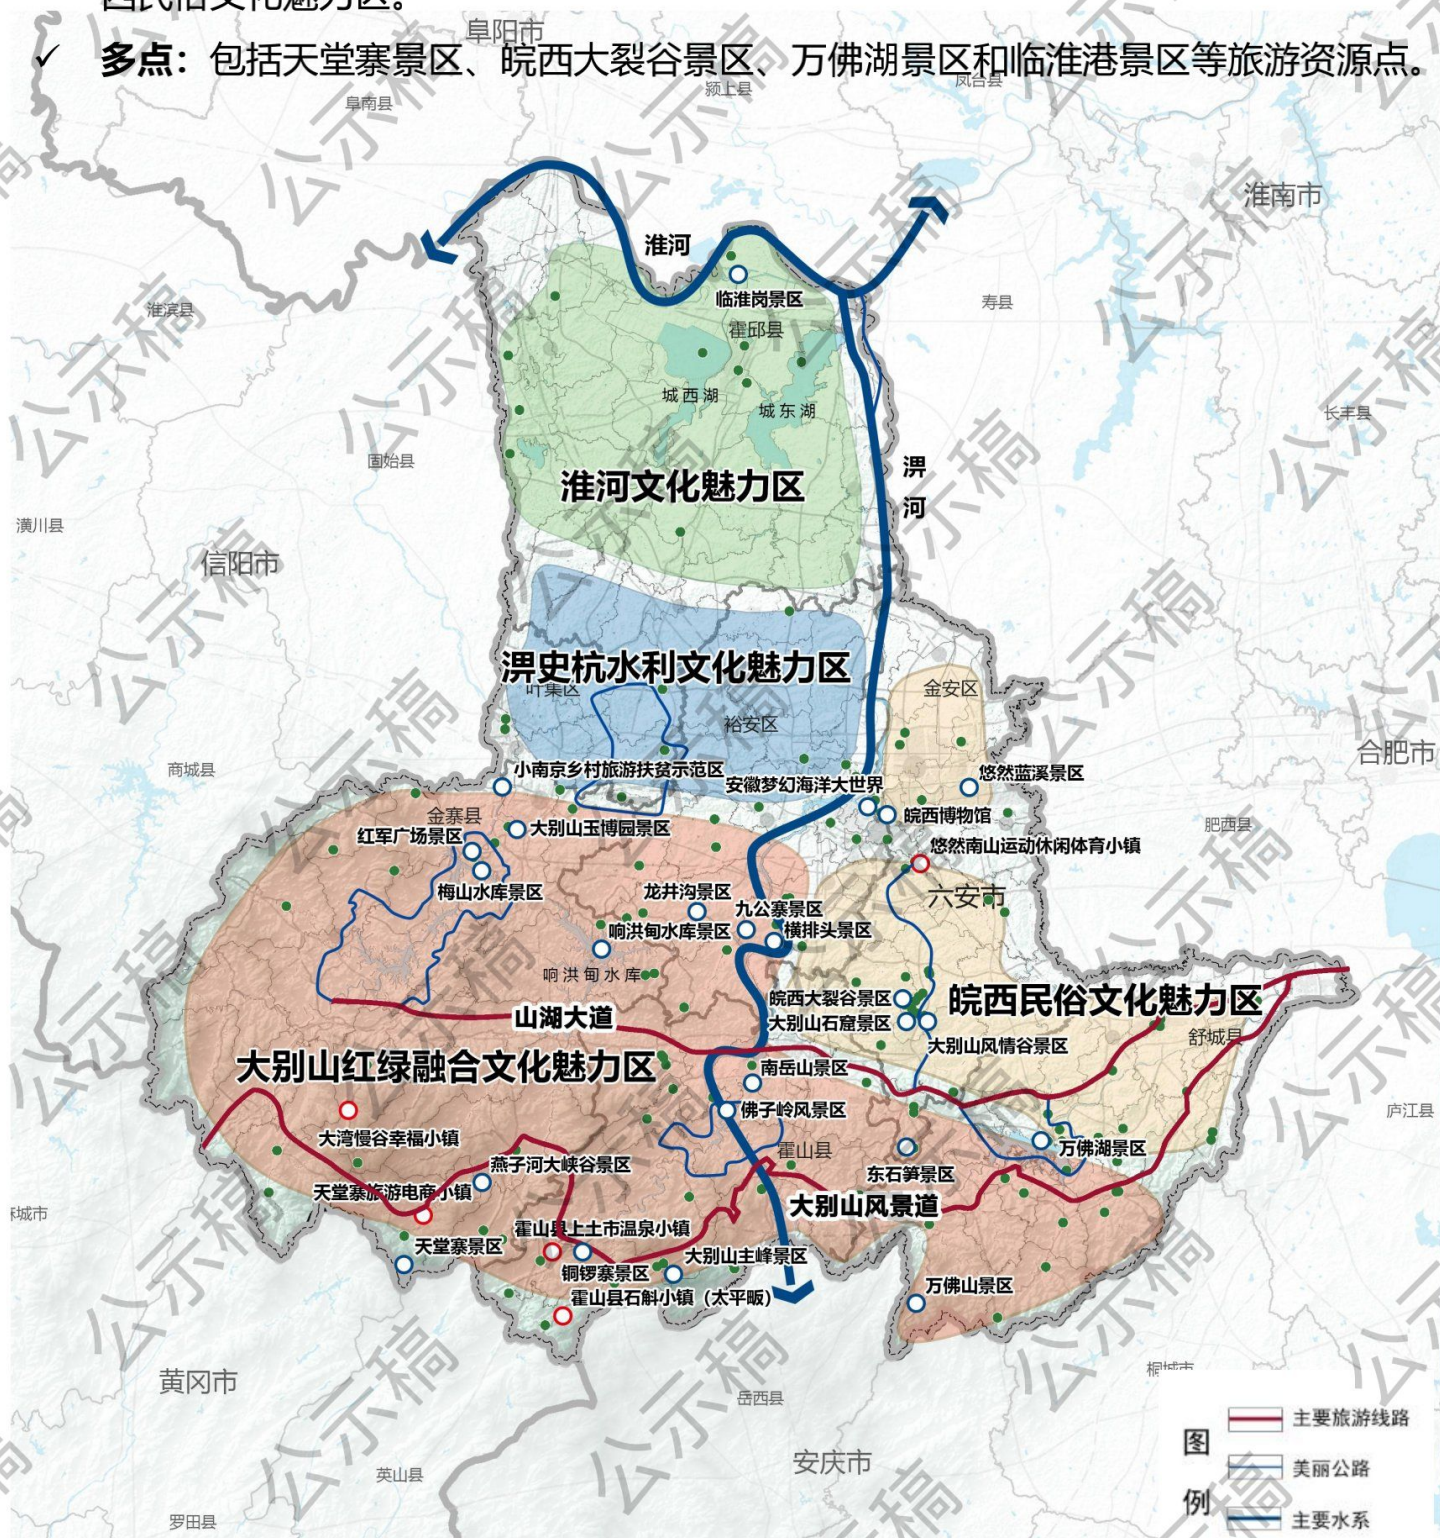 西民俗文化魅力区。
✓ 多点：包括天堂寨景区、皖西大裂谷景区、万佛湖景区和临淮港景区等旅游资源点。
阜阳市
阜南县
颍上县
凤台县
淮南市
淮河
临淮岗景区
淮滨县
寿县
霍邱县
城西湖
城东湖
长丰县
固始县
淠河
淮河文化魅力区
潢川县
信阳市
淠史杭水利文化魅力区
叶集区
金安区
裕安区
合肥市
商城县
小南京乡村旅游扶贫示范区
安徽梦幻海洋大世界
悠然蓝溪景区
金寨县
皖西博物馆
肥西县
红军广场景区
大别山玉博园景区
悠然南山运动休闲体育小镇
梅山水库景区
龙井沟景区
六安市
九公寨景区
响洪甸水库景区
横排头景区
响洪甸水库
皖西大裂谷景区
皖西民俗文化魅力区
山湖大道
大别山石窟景区
大别山风情谷景区
舒城县
大别山红绿融合文化魅力区
南岳山景区
佛子岭风景区
庐江县
大湾慢谷幸福小镇
霍山县
万佛湖景区
燕子河大峡谷景区
东石笋景区
天堂寨旅游电商小镇
大别山风景道
麻城市
霍山县上土市温泉小镇
天堂寨景区
大别山主峰景区
铜锣寨景区
万佛山景区
霍山县石斛小镇（太平畈）
黄冈市
桐城市
岳西县
安庆市
英山县
罗田县
图例
主要旅游线路
美丽公路
主要水系
公示稿